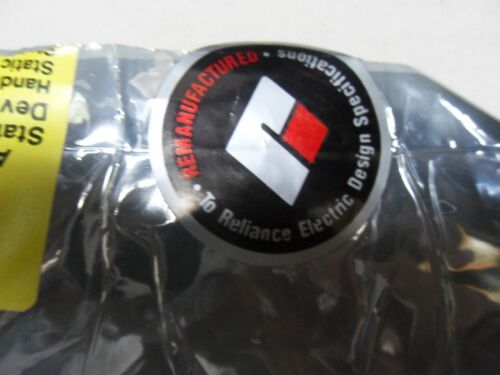 REMANUFACTURED •
To Reliance Electric Design Specifications •
Stat
Dev
Hand
Static